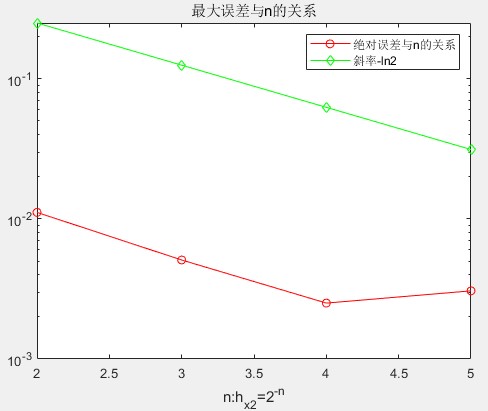 最大误差与n的关系
绝对误差与n的关系
斜率-ln2
10^-1
10^-2
10^-3
2 2.5 3 3.5 4 4.5 5
n:h_x2=2^-n